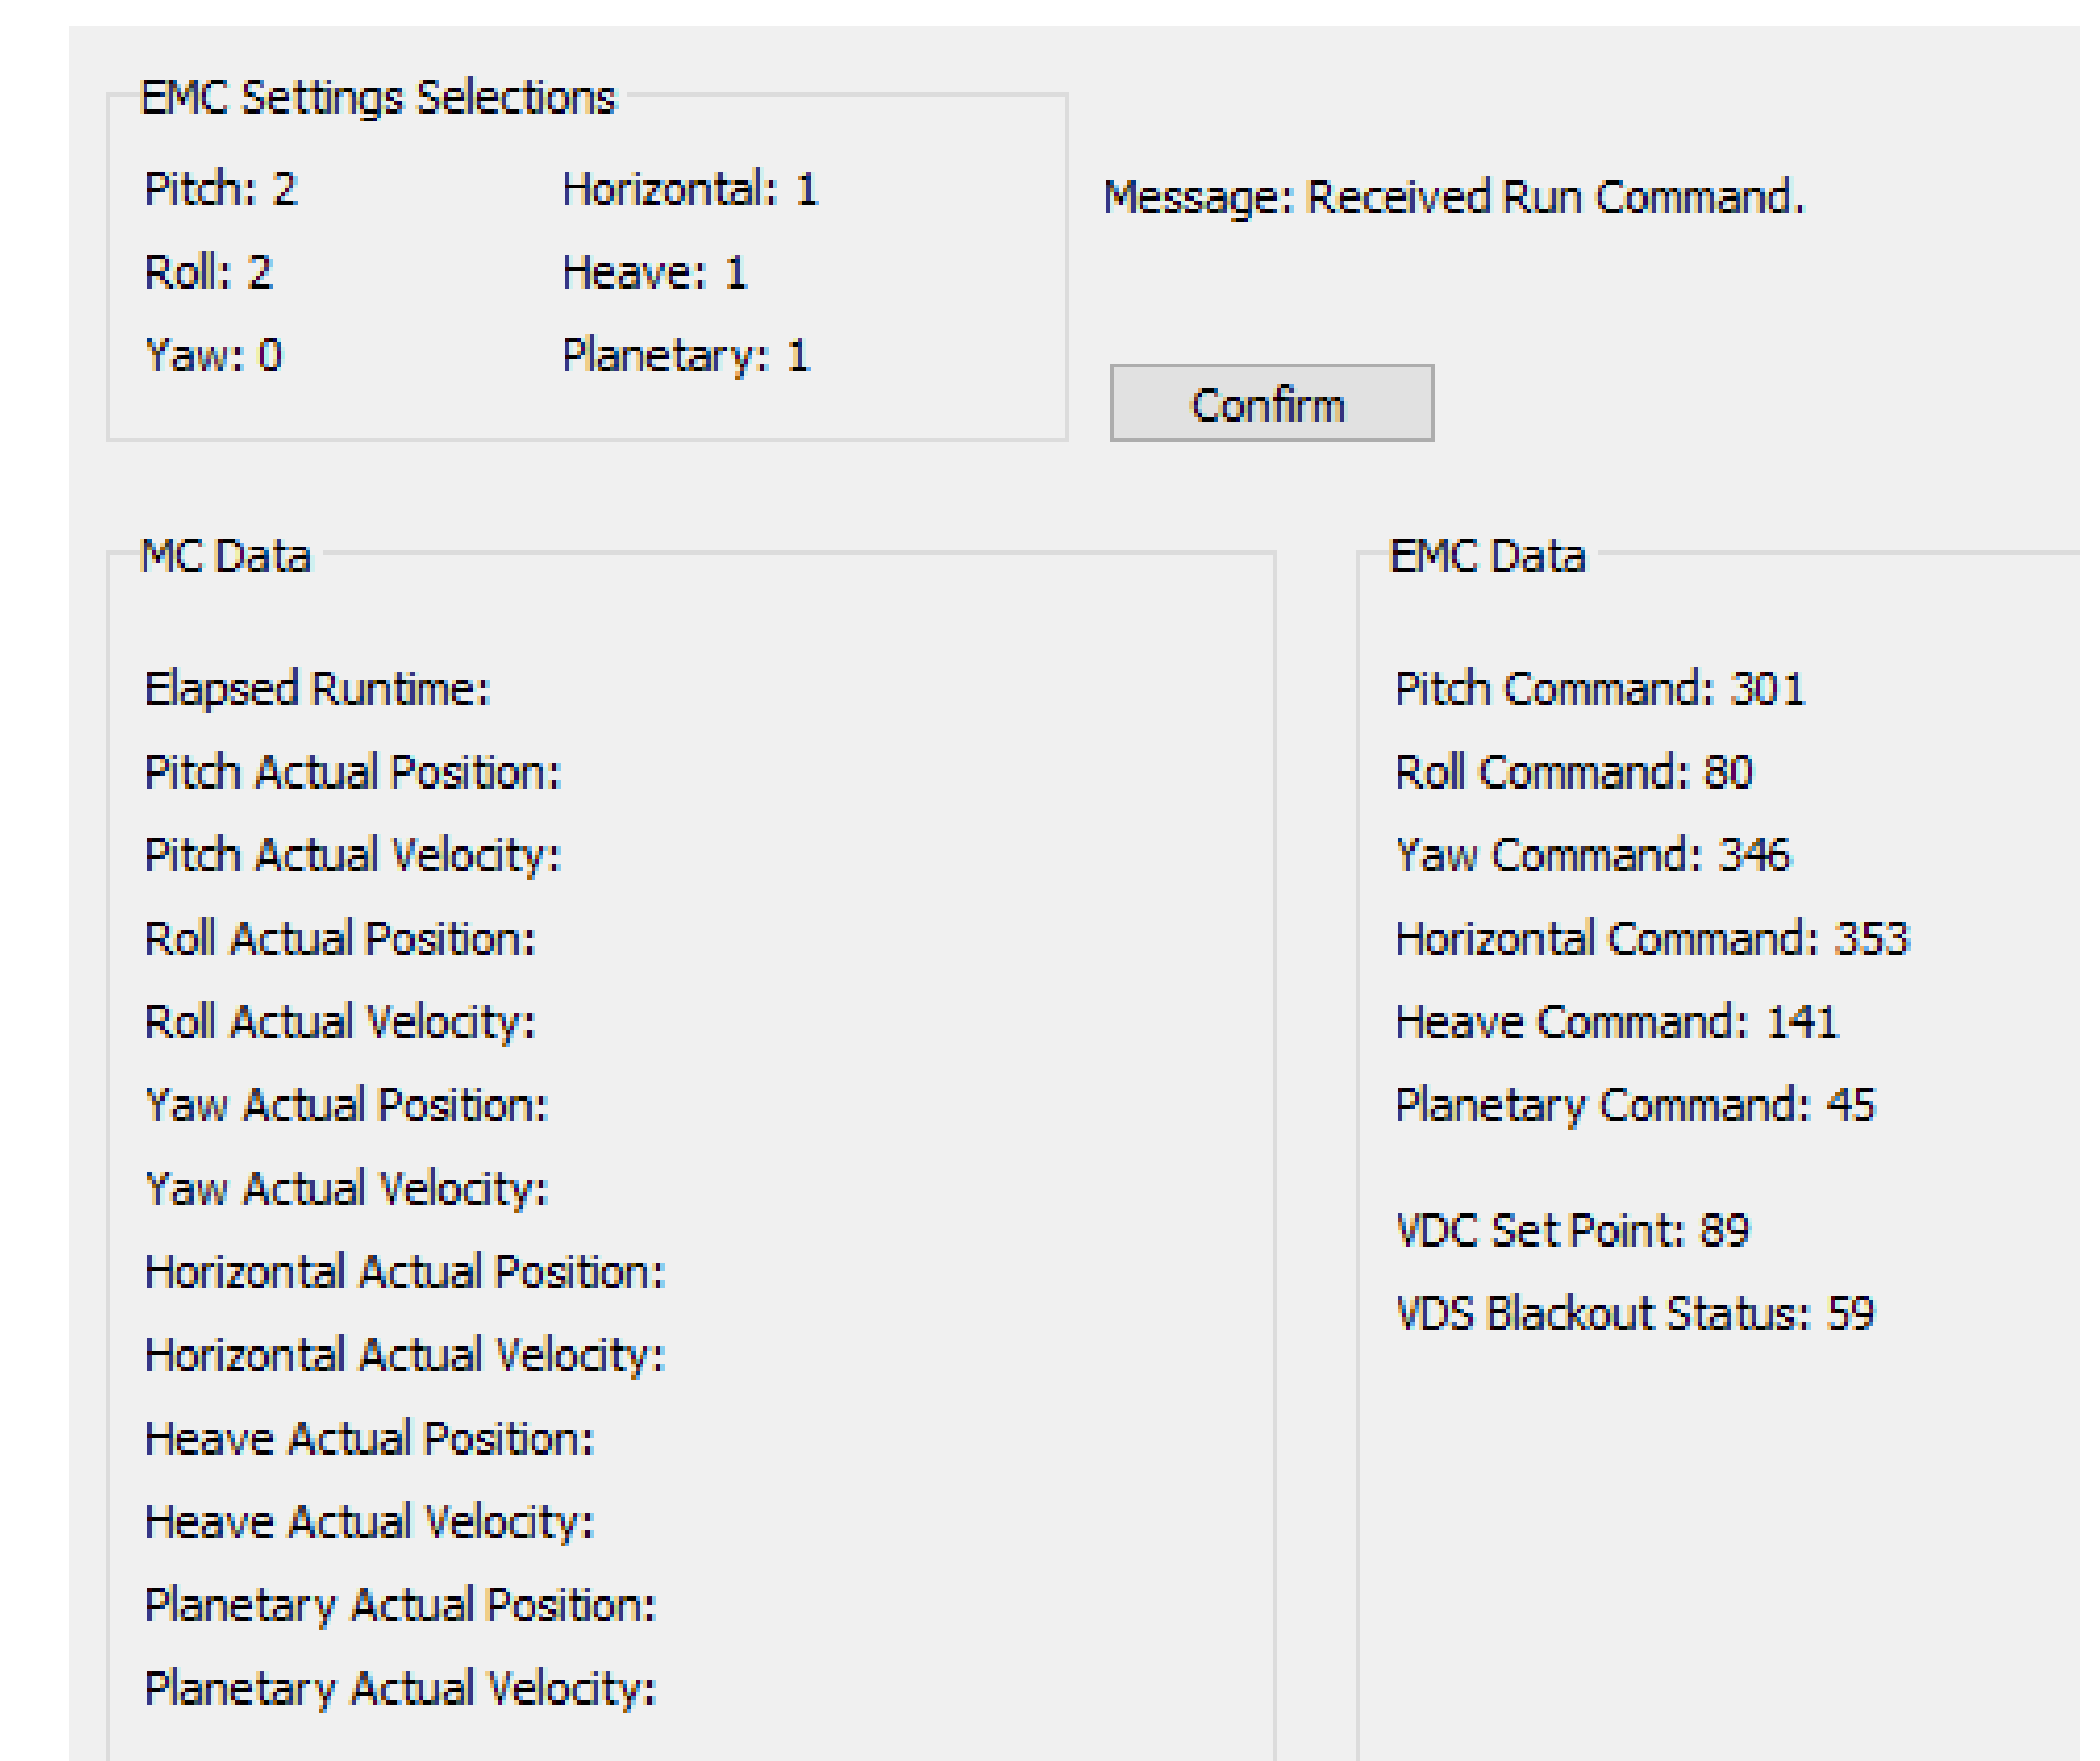 EMC Settings Selections
Pitch: 2
Horizontal: 1
Roll: 2
Heave: 1
Yaw: 0
Planetary: 1
Message: Received Run Command.
Confirm
MC Data
Elapsed Runtime:
Pitch Actual Position:
Pitch Actual Velocity:
Roll Actual Position:
Roll Actual Velocity:
Yaw Actual Position:
Yaw Actual Velocity:
Horizontal Actual Position:
Horizontal Actual Velocity:
Heave Actual Position:
Heave Actual Velocity:
Planetary Actual Position:
Planetary Actual Velocity:
EMC Data
Pitch Command: 301
Roll Command: 80
Yaw Command: 346
Horizontal Command: 353
Heave Command: 141
Planetary Command: 45
VDC Set Point: 89
VDS Blackout Status: 59